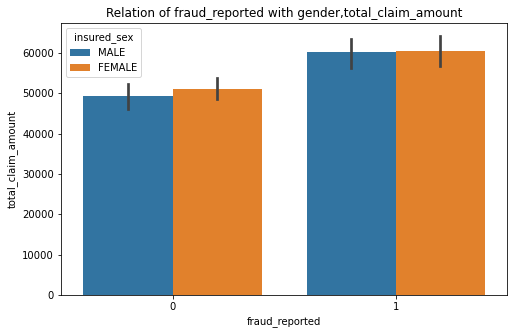 Relation of fraud_reported with gender,total_claim_amount
insured_sex
MALE
FEMALE
total_claim_amount
60000
50000
40000
30000
20000
10000
0
0
1
fraud_reported